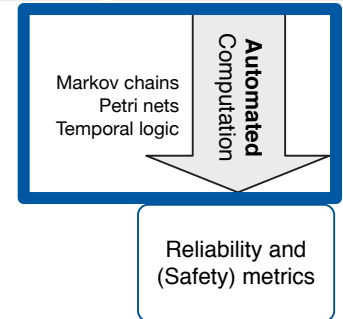 Markov chains
Petri nets
Temporal logic
Automated
Computation
Reliability and
(Safety) metrics